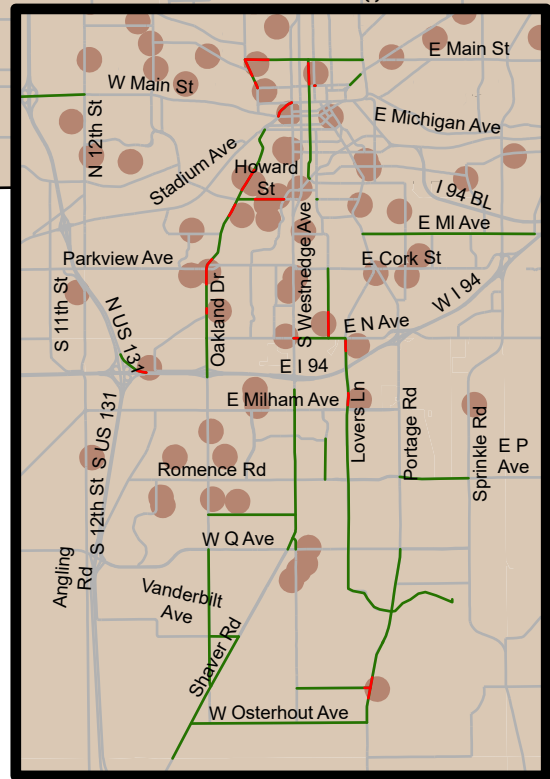 E Main St
W Main St
N 12th St
E Michigan Ave
Stadium Ave
Howard
St
I 94 BL
S Westnedge Ave
E MI Ave
Parkview Ave
E Cork St
W I 94
S 11th St
N US 131
Oakland Dr
E N Ave
E I 94
E Milham Ave
Lovers Ln
Portage Rd
Sprinkle Rd
S 12th St
S US 131
E P
Ave
Romence Rd
W Q Ave
Angling
Rd
Vanderbilt
Ave
Shaver Rd
W Osterhout Ave